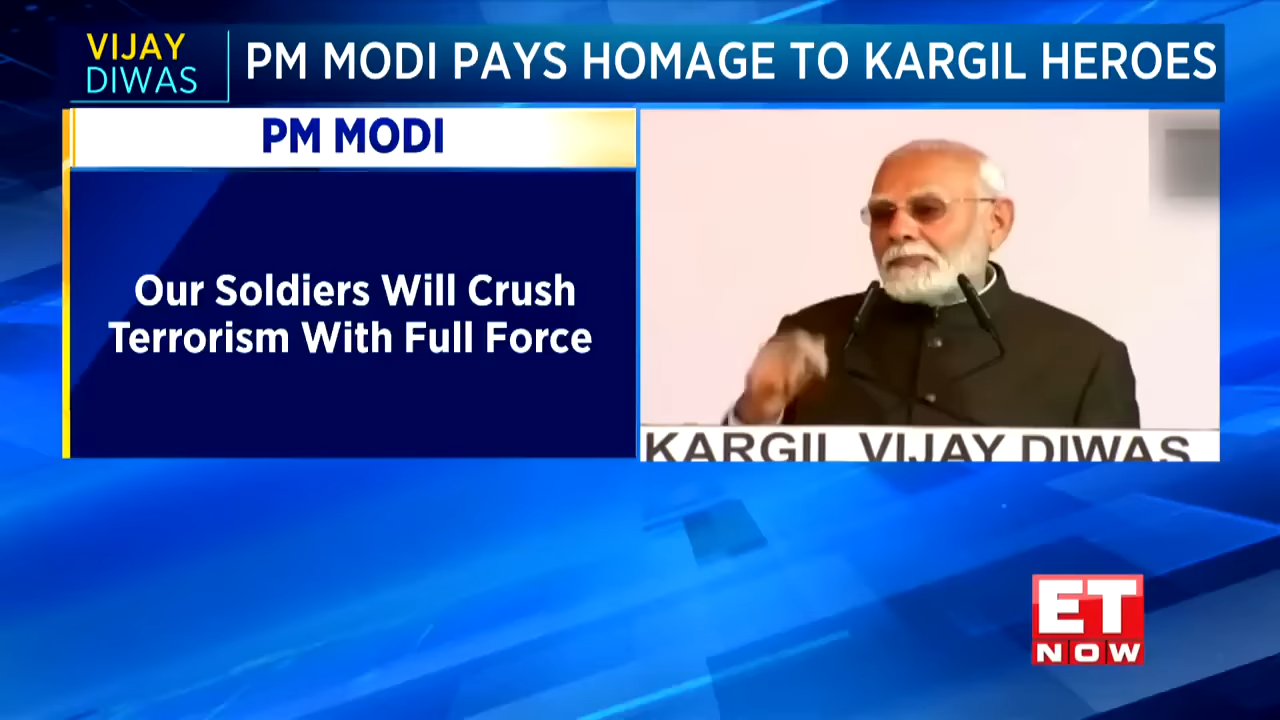 VIJAY
DIWAS
PM MODI PAYS HOMAGE TO KARGIL HEROES
PM MODI
Our Soldiers Will Crush
Terrorism With Full Force
KARGIL VIJAY DIWAS
ET
NOW